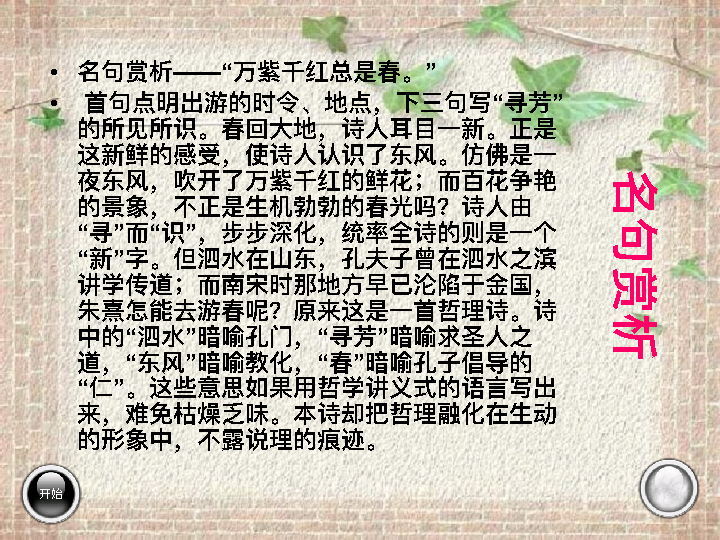 • 名句赏析——“万紫千红总是春。”
• 首句点明出游的时令、地点，下三句写“寻芳”
的所见所识。春回大地，诗人耳目一新。正是
这新鲜的感受，使诗人认识了东风。仿佛是一
夜东风，吹开了万紫千红的鲜花；而百花争艳
的景象，不正是生机勃勃的春光吗？诗人由
“寻”而“识”，步步深化，统率全诗的则是一个
“新”字。但泗水在山东，孔夫子曾在泗水之滨
讲学传道；而南宋时那地方早已沦陷于金国，
朱熹怎能去游春呢？原来这是一首哲理诗。诗
中的“泗水”暗喻孔门，“寻芳”暗喻求圣人之
道，“东风”暗喻教化，“春”暗喻孔子倡导的
“仁”。这些意思如果用哲学讲义式的语言写出
来，难免枯燥乏味。本诗却把哲理融化在生动
的形象中，不露说理的痕迹。
名句赏析
开始